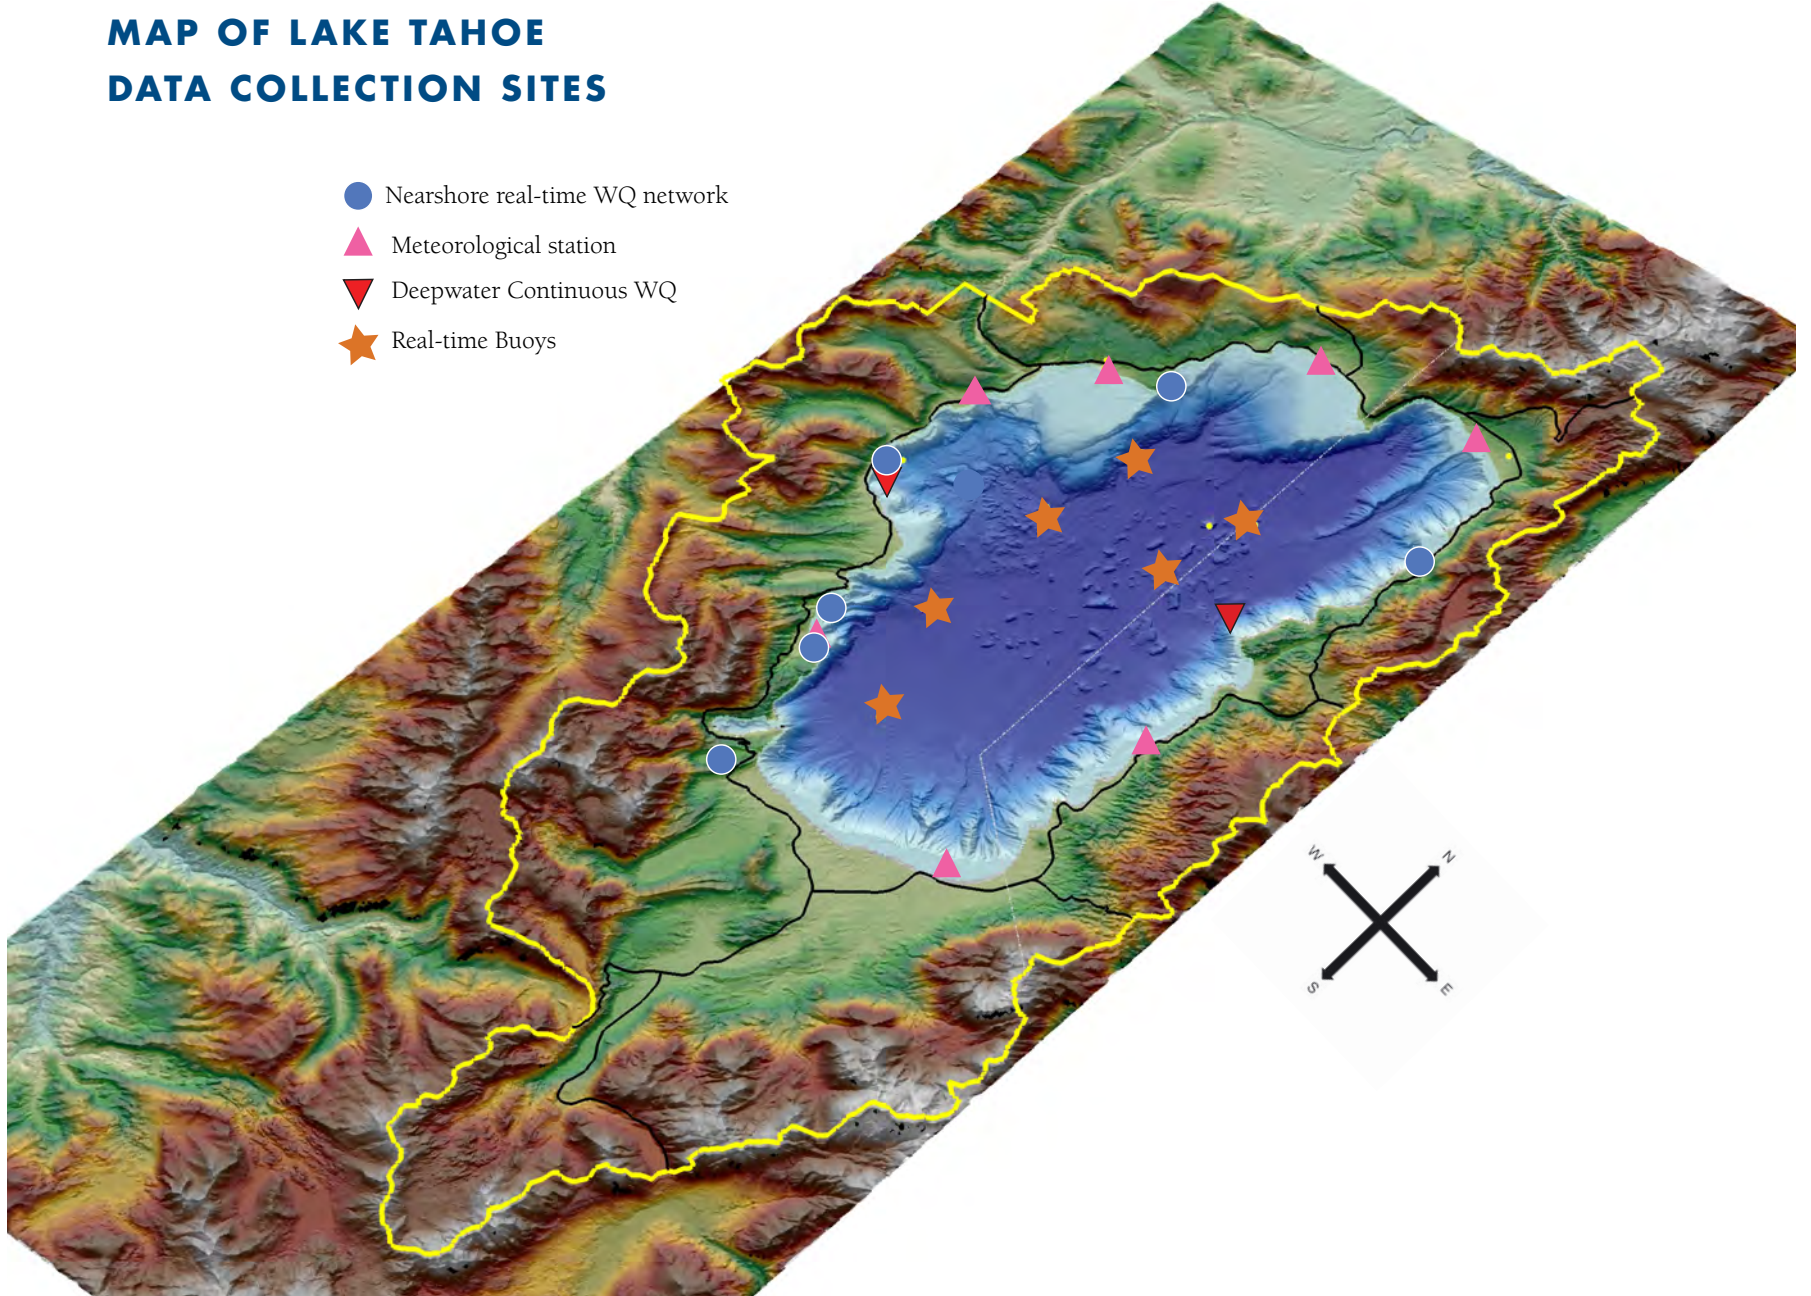 MAP OF LAKE TAHOE
DATA COLLECTION SITES
Nearshore real-time WQ network
Meteorological station
Deepwater Continuous WQ
Real-time Buoys
W
N
S
E